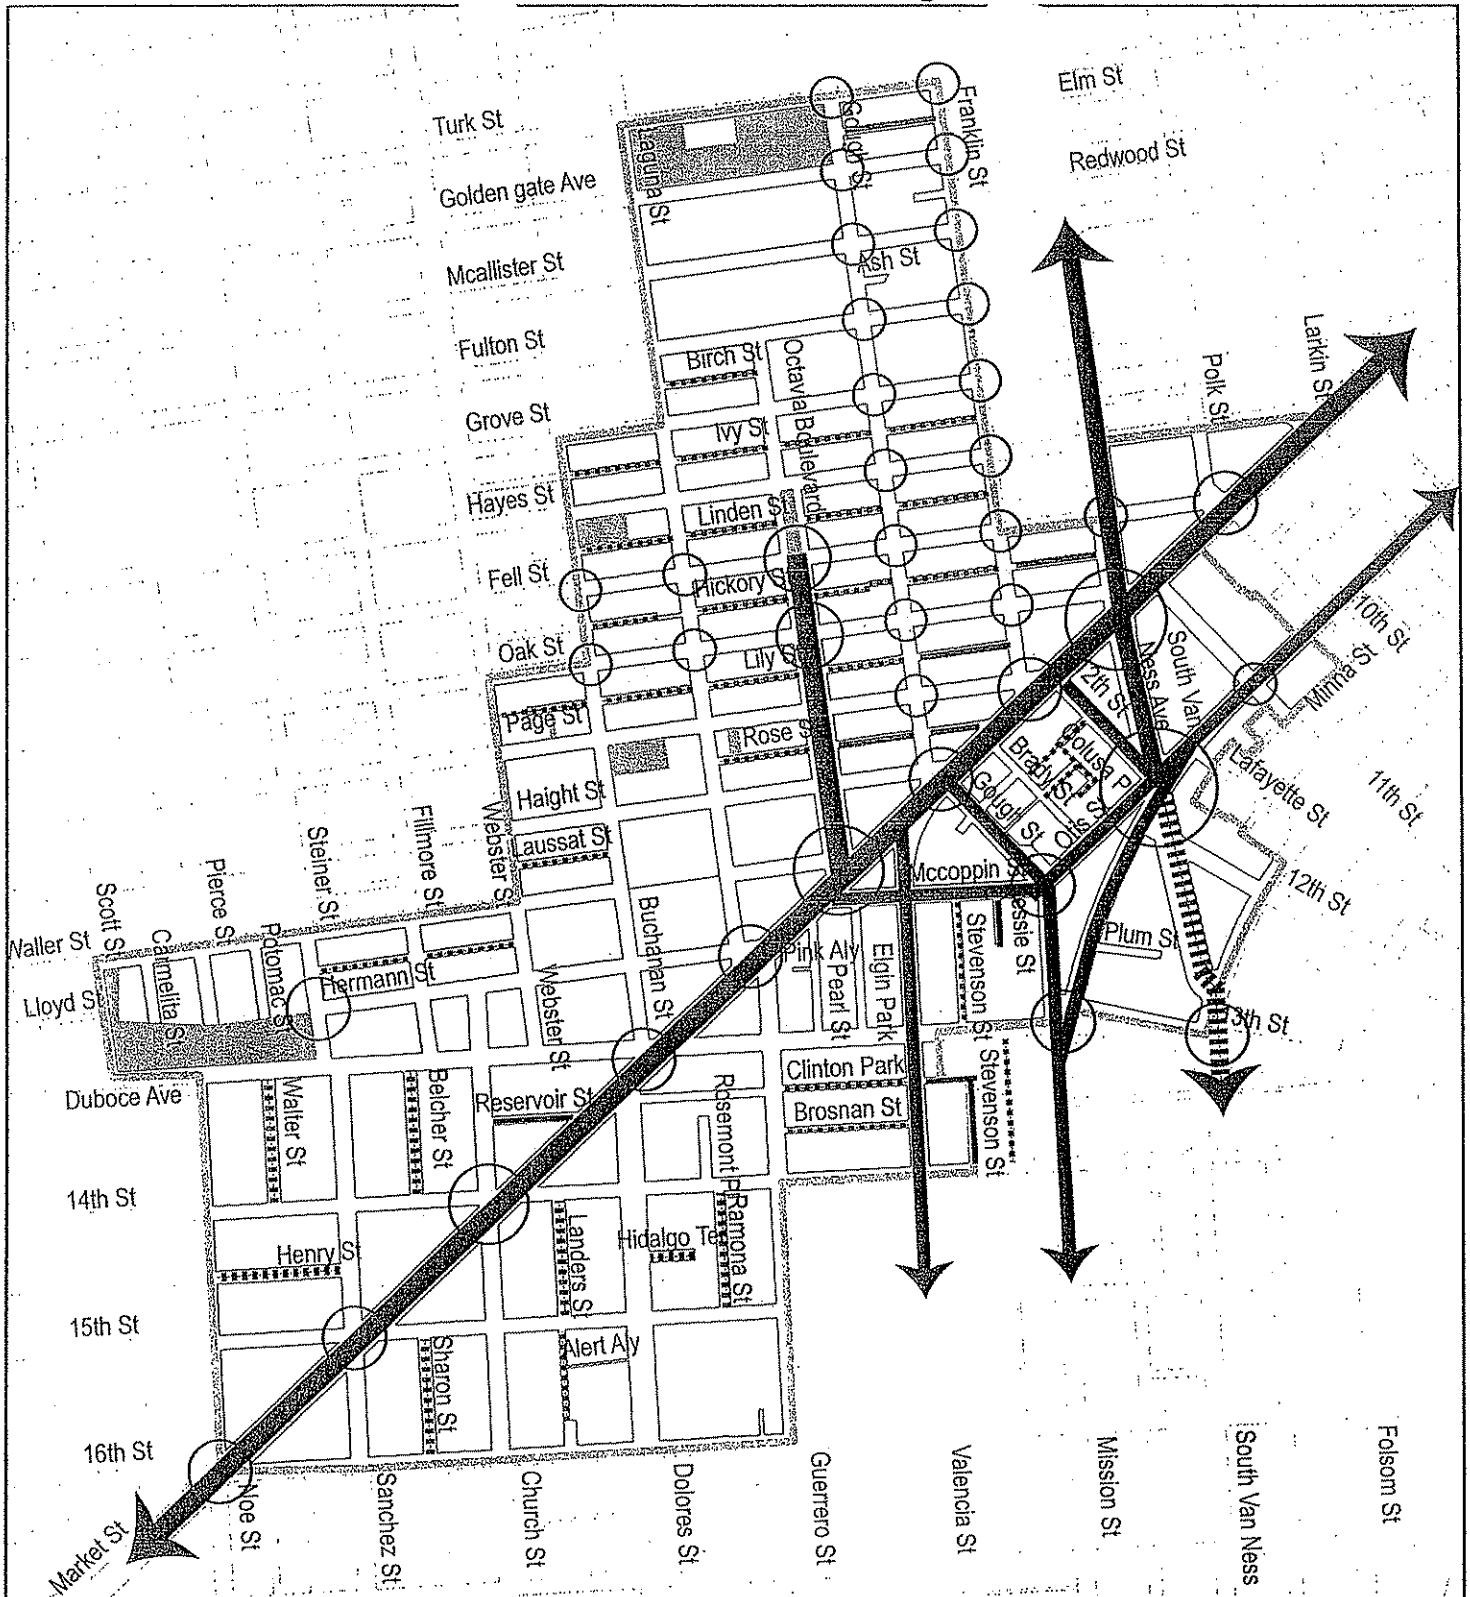 Elm St
Turk St
Franklin St
Gough St
Redwood St
Golden gate Ave
Laguna St
Mcallister St
Ash St
Fulton St
Birch St
Octavia Boulevard
Larkin St
Polk St
Grove St
Ivy St
Hayes St
Linden St
Fell St
Hickory S
10th St
Oak St
Lily S
South Van
Ness Ave
Minna St
2th St
Page St
Rose S
Colusa P
Brady St
Lafayette St
11th St
Haight St
Gough St
Otis S
Laussat St
Webster St
Fillmore St
Steiner St
Pierce St
Scott St
Mccoppin St
12th St
Buchanan St
Waller St
Carmelita St
Potomac S
Hermann St
Pink Aly
Pearl St
Elgin Park
Stevenson St
essie St
Plum St
Lloyd S
Webster St
3th St
Clinton Park
Stevenson St
Duboce Ave
Walter St
Belcher St
Reservoir St
Rosemont P
Brosnan St
14th St
Henry St
Landers St
Hidalgo Te
Ramona St
15th St
Sharon St
Alert Aly
16th St
Market St
Noe St
Sanchez St
Church St
Dolores St
Guerrero St
Valencia St
Mission St
South Van Ness
Folsom St